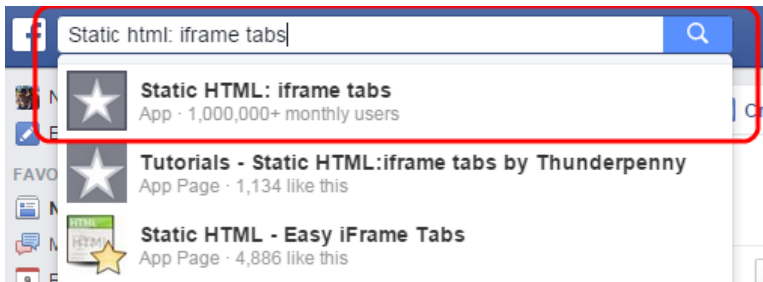 f
Static html: iframe tabs
Static HTML: iframe tabs
App · 1,000,000+ monthly users
Tutorials - Static HTML:iframe tabs by Thunderpenny
App Page · 1,134 like this
FAVO
Static HTML - Easy iFrame Tabs
HTML
App Page · 4,886 like this